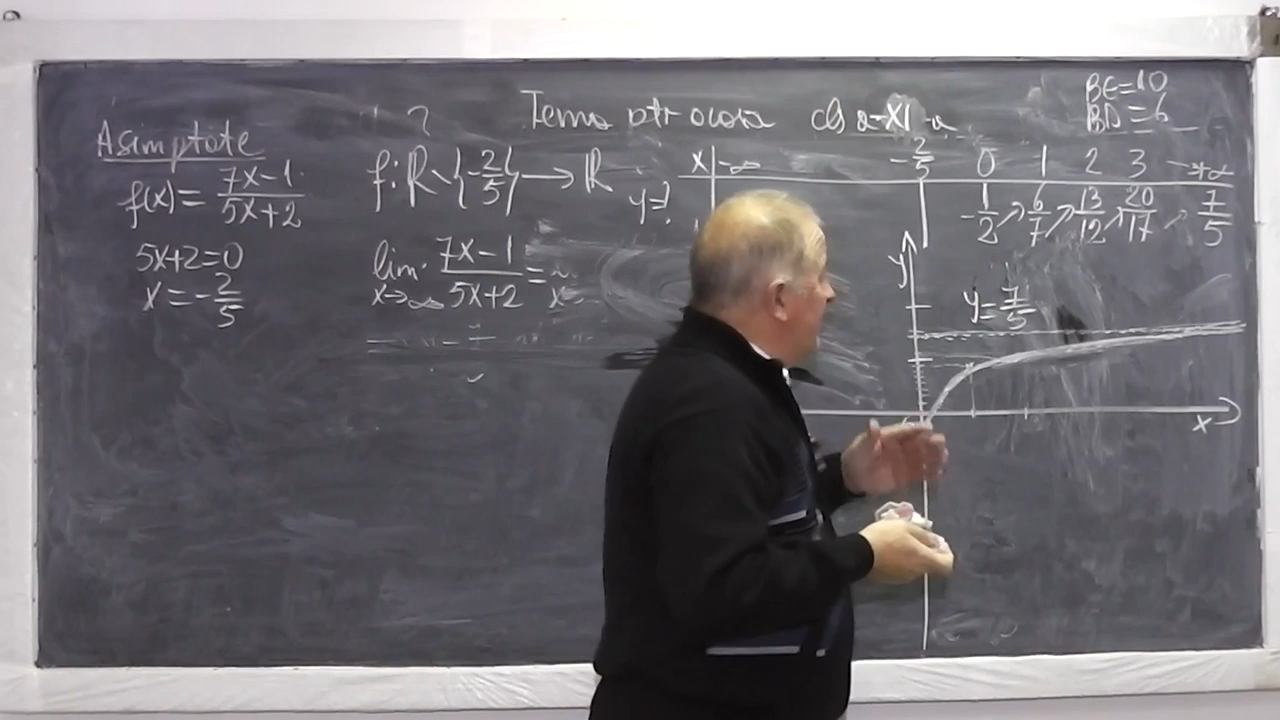 Tema ptr acasă cls a-XI-a
BE=10
BD=6
Asimptote
f(x)= (7x-1)/(5x+2)
5x+2=0
x=-2/5
?
f:R\{-2/5}→R
lim x→∞ (7x-1)/(5x+2)=
x -∞ -2/5 0 1 2 3 →+∞
y=? -1/2 ↗ 6/7 ↗ 13/12 ↗ 20/17 ↗ 7/5
y
y=7/5
x